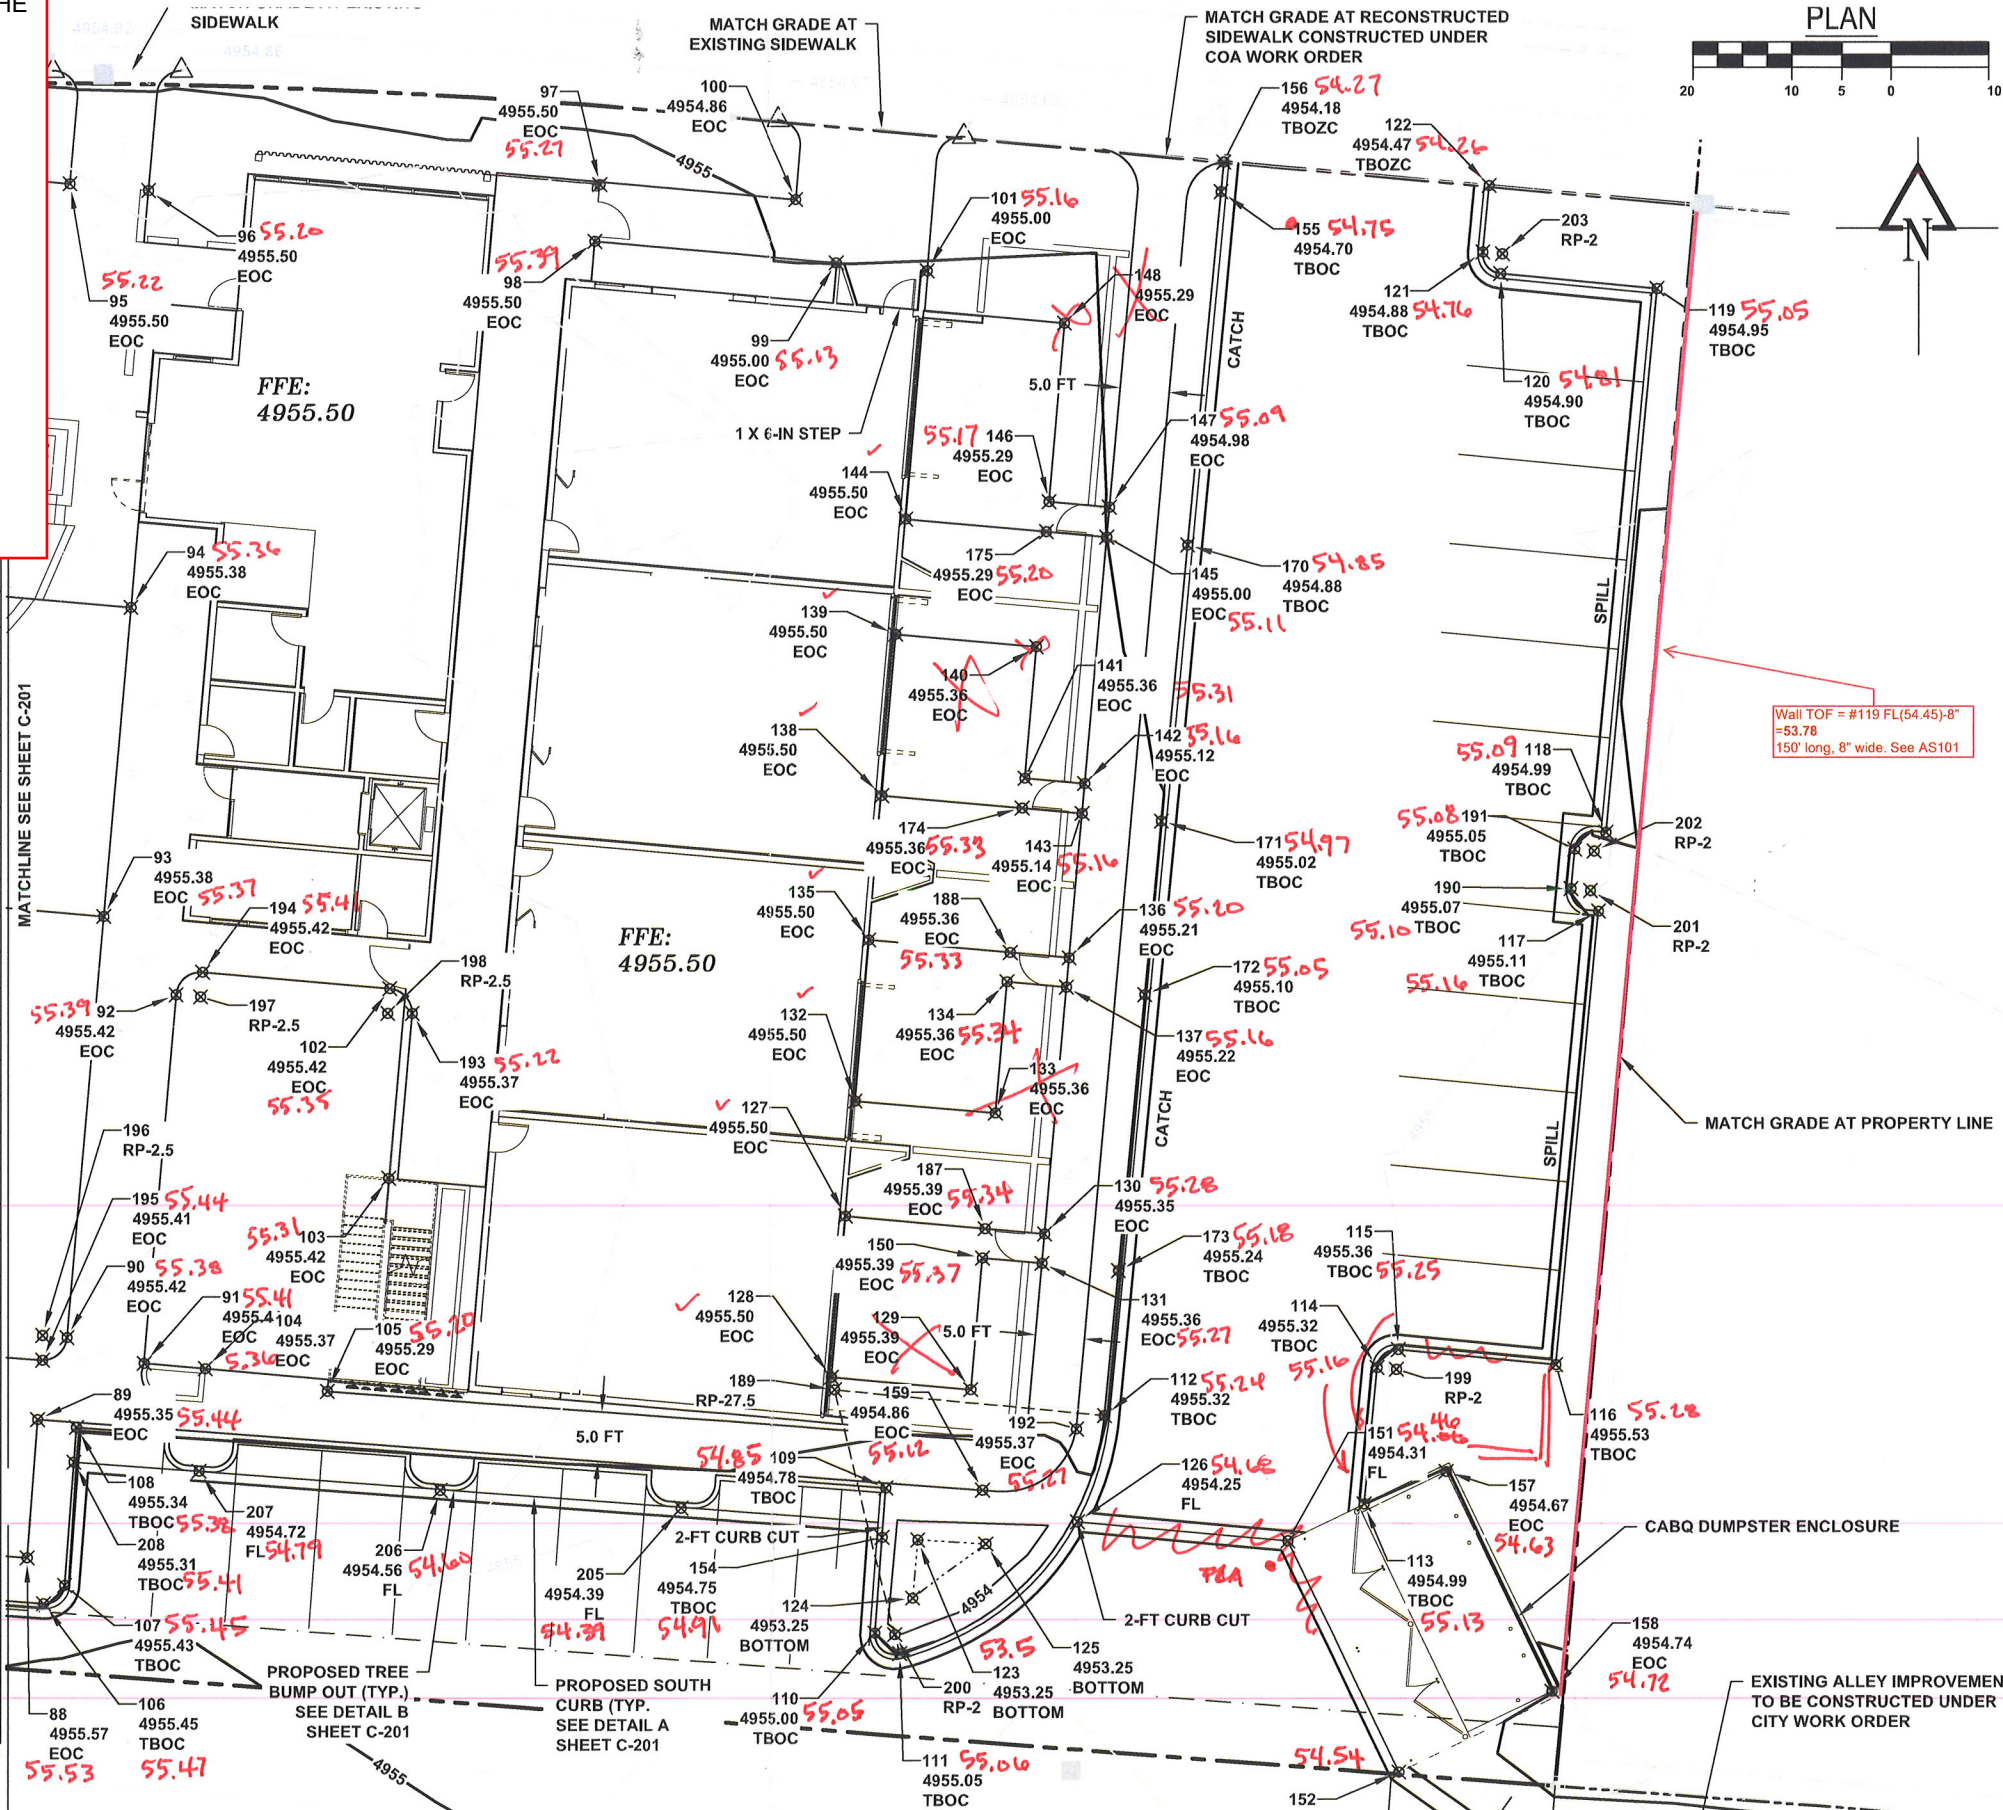 HE
SIDEWALK
4954.92
4954.86
MATCH GRADE AT
EXISTING SIDEWALK
MATCH GRADE AT RECONSTRUCTED
SIDEWALK CONSTRUCTED UNDER
COA WORK ORDER
PLAN
20 10 5 0 10
N
97
4955.50
EOC
55.27
100
4954.86
EOC
4955
156 54.27
4954.18
TBOZC
122
4954.47 54.26
TBOZC
101 55.16
4955.00
EOC
155 54.75
4954.70
TBOC
203
RP-2
96 55.20
4955.50
EOC
55.22
95
4955.50
EOC
55.39
98
4955.50
EOC
148
4955.29
EOC
121
4954.88 54.76
TBOC
119 55.05
4954.95
TBOC
99
4955.00 55.13
EOC
CATCH
5.0 FT
120 54.81
4954.90
TBOC
FFE:
4955.50
1 X 6-IN STEP
55.17 146
4955.29
EOC
147 55.09
4954.98
EOC
144
4955.50
EOC
94 55.36
4955.38
EOC
175
4955.29 55.20
EOC
145
4955.00
EOC 55.11
170 54.85
4954.88
TBOC
SPILL
139
4955.50
EOC
140
4955.36
EOC
141
4955.36 55.31
EOC
MATCHLINE SEE SHEET C-201
Wall TOF = #119 FL(54.45)-8"
=53.78
150' long, 8" wide. See AS101
138
4955.50
EOC
142 55.16
4955.12
EOC
55.09 118
4954.99
TBOC
174
4955.36 55.33
EOC
143
4955.14 55.16
EOC
171 54.97
4955.02
TBOC
55.08 191
4955.05
TBOC
202
RP-2
93
4955.38
EOC 55.37
194 55.41
4955.42
EOC
135
4955.50
EOC
188
4955.36
EOC
55.33
136 55.20
4955.21
EOC
190
4955.07
55.10 TBOC
201
RP-2
117
4955.11
55.16 TBOC
FFE:
4955.50
198
RP-2.5
172 55.05
4955.10
TBOC
55.39 92
4955.42
EOC
197
RP-2.5
132
4955.50
EOC
134
4955.36 55.34
EOC
137 55.16
4955.22
EOC
102
4955.42
EOC
55.35
193 55.22
4955.37
EOC
133
4955.36
EOC
4955
196
RP-2.5
127
4955.50
EOC
CATCH
SPILL
MATCH GRADE AT PROPERTY LINE
195 55.44
4955.41
EOC
187
4955.39 55.34
EOC
130 55.28
4955.35
EOC
55.31 103
4955.42
EOC
90 55.38
4955.42
EOC
150
4955.39
EOC 55.37
173 55.18
4955.24
TBOC
115
4955.36
TBOC 55.25
91 55.41
4955.4
EOC
104
4955.37
5.36 EOC
105 55.20
4955.29
EOC
128
4955.50
EOC
129
4955.39
EOC
5.0 FT
131
4955.36
EOC 55.27
114
4955.32
TBOC
55.16
199
RP-2
89
4955.35 55.44
EOC
189
RP-27.5
159
4954.86
EOC
55.12
192
4955.37
EOC
55.27
112 55.24
4955.32
TBOC
116 55.28
4955.53
TBOC
5.0 FT
54.85 109
4954.78
TBOC
126 54.68
4954.25
FL
151 54.46
4954.31
FL
108
4955.34
TBOC 55.38
207
4954.72
FL 54.79
157
4954.67
EOC
54.63
CABQ DUMPSTER ENCLOSURE
2-FT CURB CUT
208
4955.31
TBOC 55.41
206
4954.56 54.60
FL
4955
205
4954.39
FL
54.39
154
4954.75
TBOC
54.91
124
4953.25
BOTTOM
4954
2-FT CURB CUT
113
4954.99
TBOC
55.13
107 55.45
4955.43
TBOC
53.5
123
4953.25
BOTTOM
125
4953.25
BOTTOM
158
4954.74
EOC
54.72
PROPOSED TREE
BUMP OUT (TYP.)
SEE DETAIL B
SHEET C-201
PROPOSED SOUTH
CURB (TYP.
SEE DETAIL A
SHEET C-201
200
RP-2
110
4955.00 55.05
TBOC
EXISTING ALLEY IMPROVEMEN
TO BE CONSTRUCTED UNDER
CITY WORK ORDER
88
4955.57
EOC
55.53
106
4955.45
TBOC
55.47
4955
111 55.06
4955.05
TBOC
54.54
152